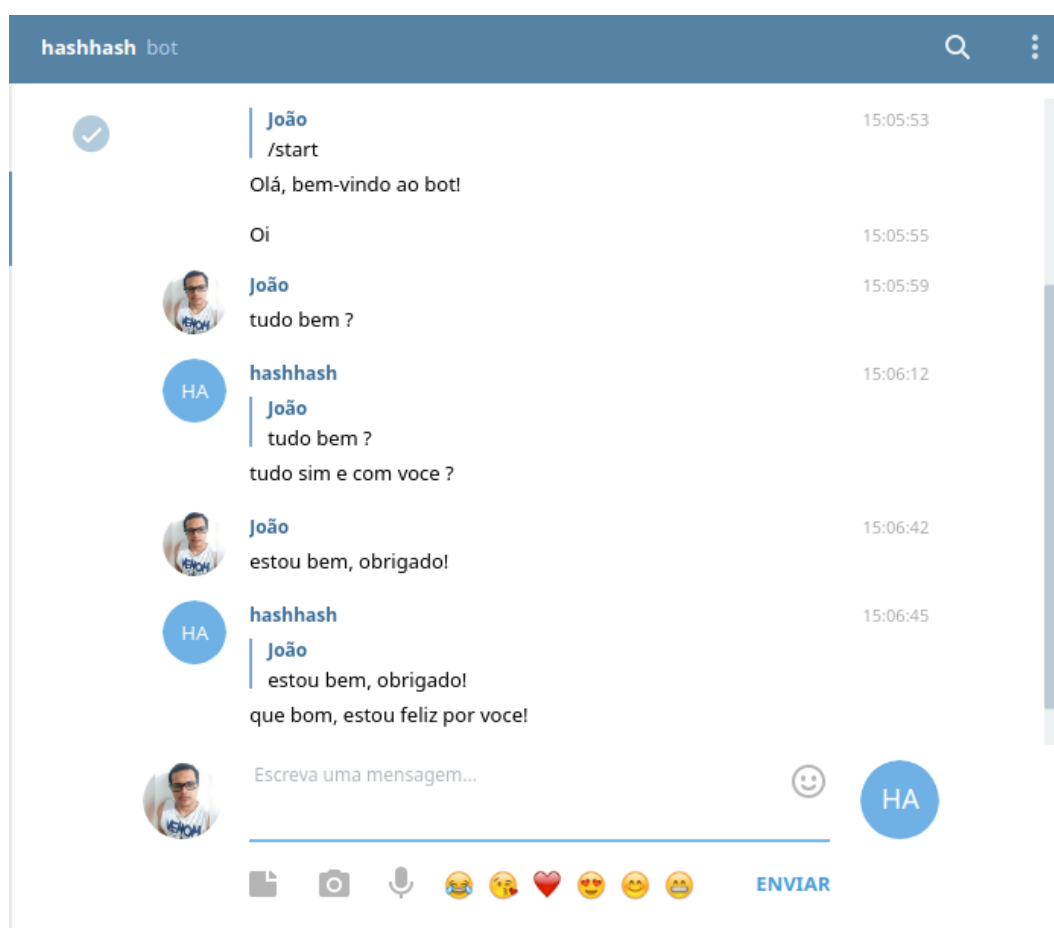 hashhash bot
João 15:05:53
/start
Olá, bem-vindo ao bot!
Oi 15:05:55
João 15:05:59
tudo bem ?
HA hashhash 15:06:12
João
tudo bem ?
tudo sim e com voce ?
João 15:06:42
estou bem, obrigado!
HA hashhash 15:06:45
João
estou bem, obrigado!
que bom, estou feliz por voce!
Escreva uma mensagem...
HA
ENVIAR
VENOM